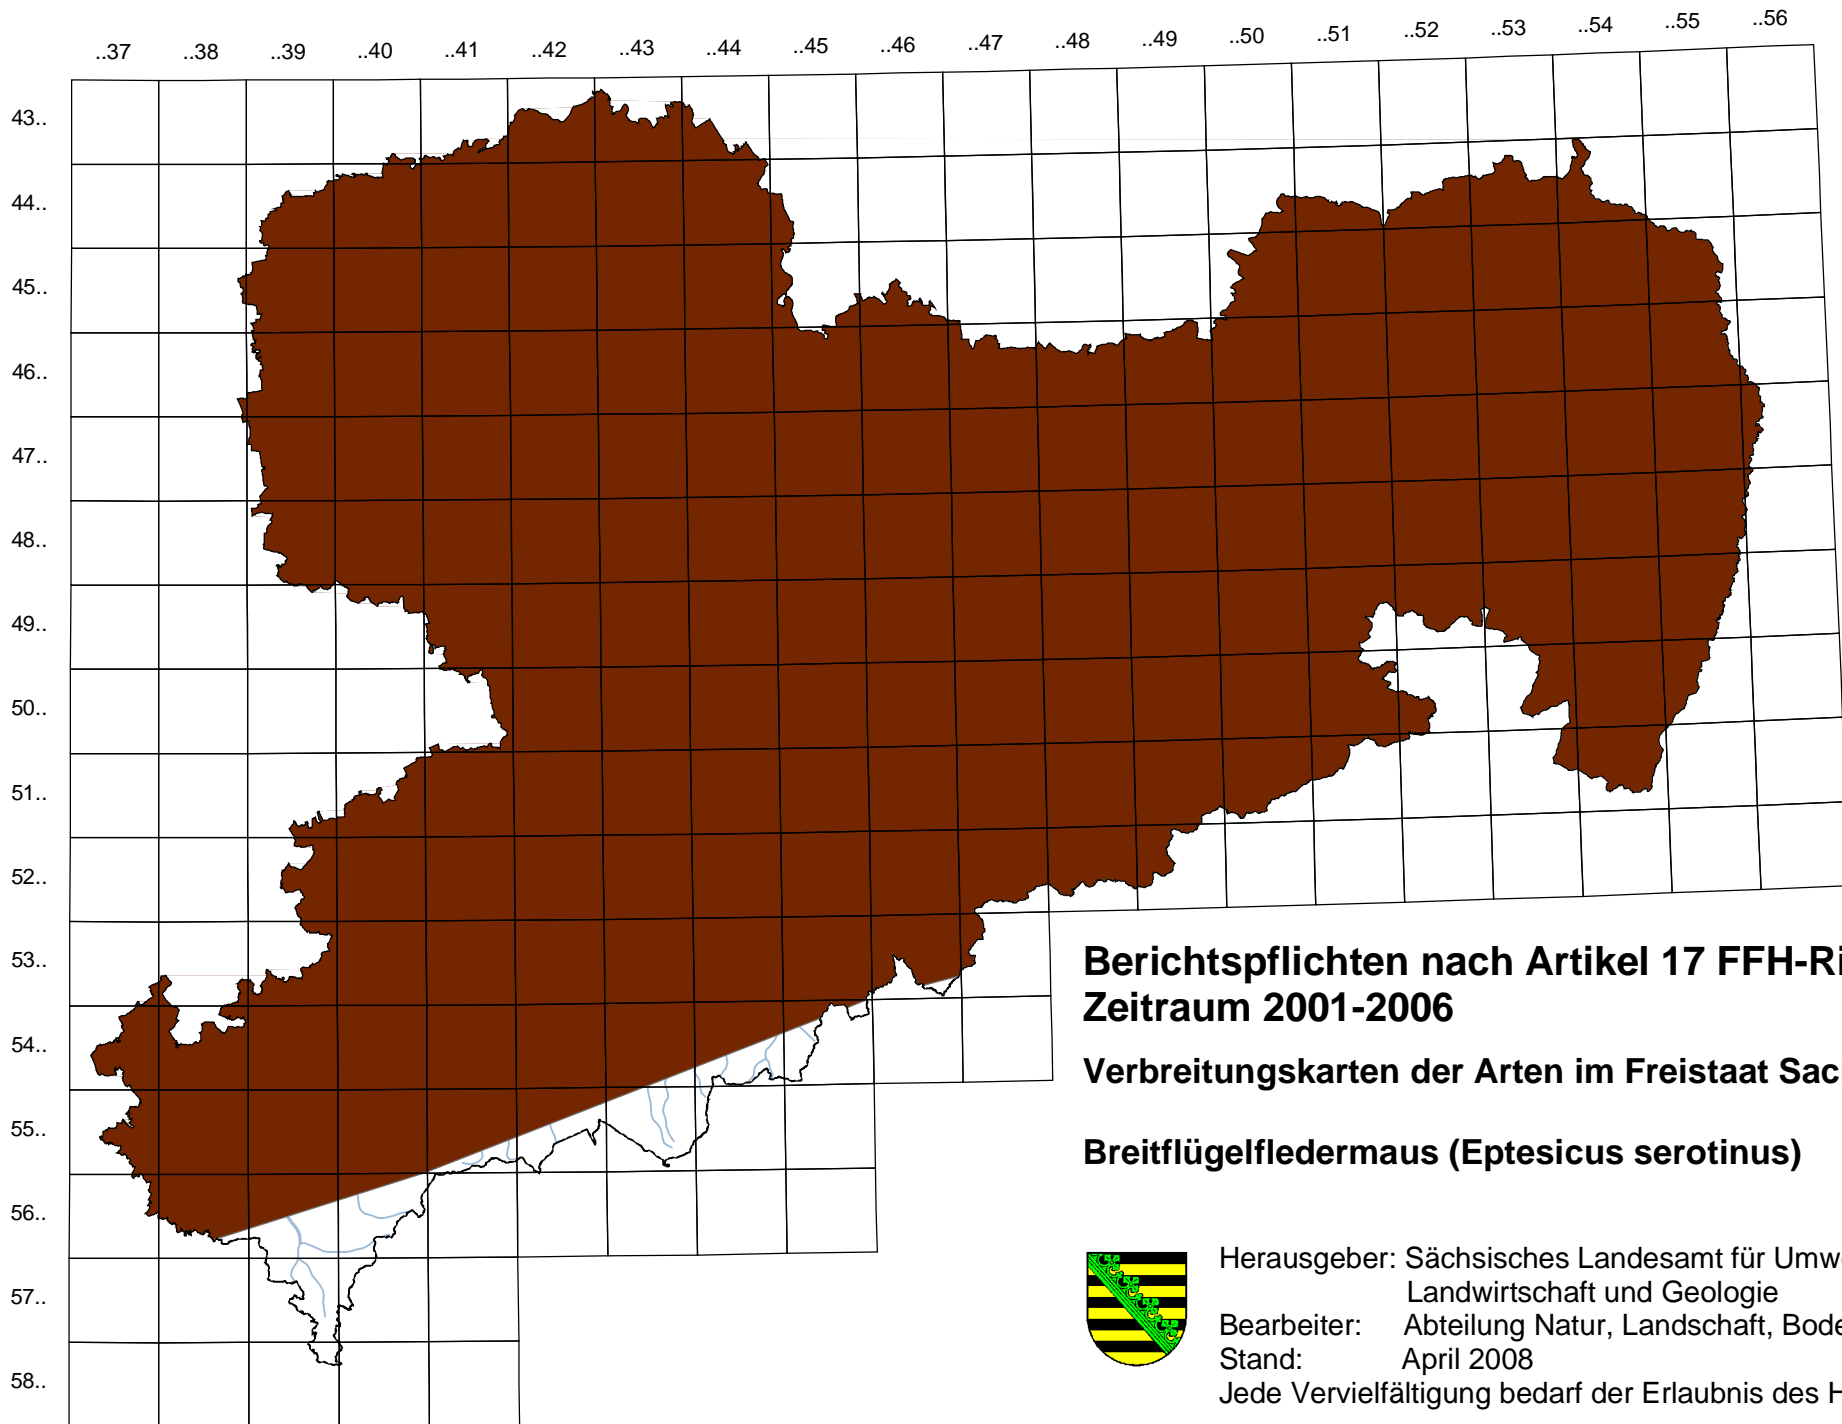 ..37 ..38 ..39 ..40 ..41 ..42 ..43 ..44 ..45 ..46 ..47 ..48 ..49 ..50 ..51 ..52 ..53 ..54 ..55 ..56
43..
44..
45..
46..
47..
48..
49..
50..
51..
52..
53..
54..
55..
56..
57..
58..
Berichtspflichten nach Artikel 17 FFH-Ri
Zeitraum 2001-2006
Verbreitungskarten der Arten im Freistaat Sac
Breitflügelfledermaus (Eptesicus serotinus)
Herausgeber: Sächsisches Landesamt für Umw
Landwirtschaft und Geologie
Bearbeiter: Abteilung Natur, Landschaft, Bode
Stand: April 2008
Jede Vervielfältigung bedarf der Erlaubnis des H